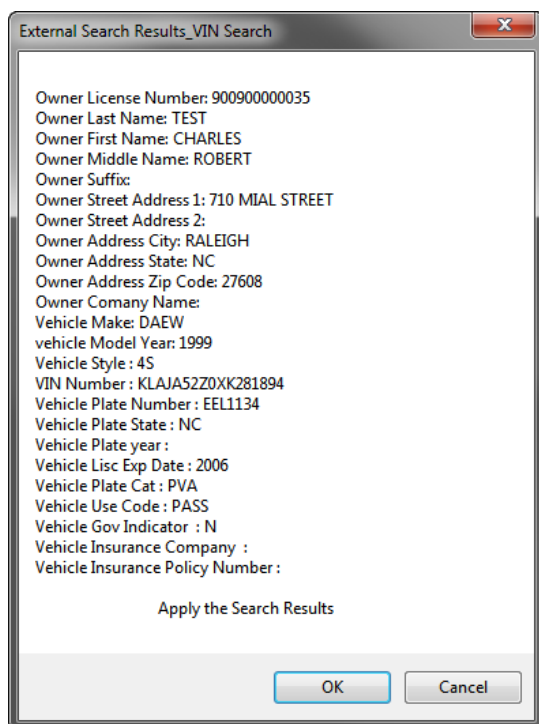 External Search Results_VIN Search
Owner License Number: 900900000035
Owner Last Name: TEST
Owner First Name: CHARLES
Owner Middle Name: ROBERT
Owner Suffix:
Owner Street Address 1: 710 MIAL STREET
Owner Street Address 2:
Owner Address City: RALEIGH
Owner Address State: NC
Owner Address Zip Code: 27608
Owner Comany Name:
Vehicle Make: DAEW
vehicle Model Year: 1999
Vehicle Style : 4S
VIN Number : KLAJA52Z0XK281894
Vehicle Plate Number : EEL1134
Vehicle Plate State : NC
Vehicle Plate year :
Vehicle Lisc Exp Date : 2006
Vehicle Plate Cat : PVA
Vehicle Use Code : PASS
Vehicle Gov Indicator  : N
Vehicle Insurance Company  :
Vehicle Insurance Policy Number :
Apply the Search Results
OK Cancel